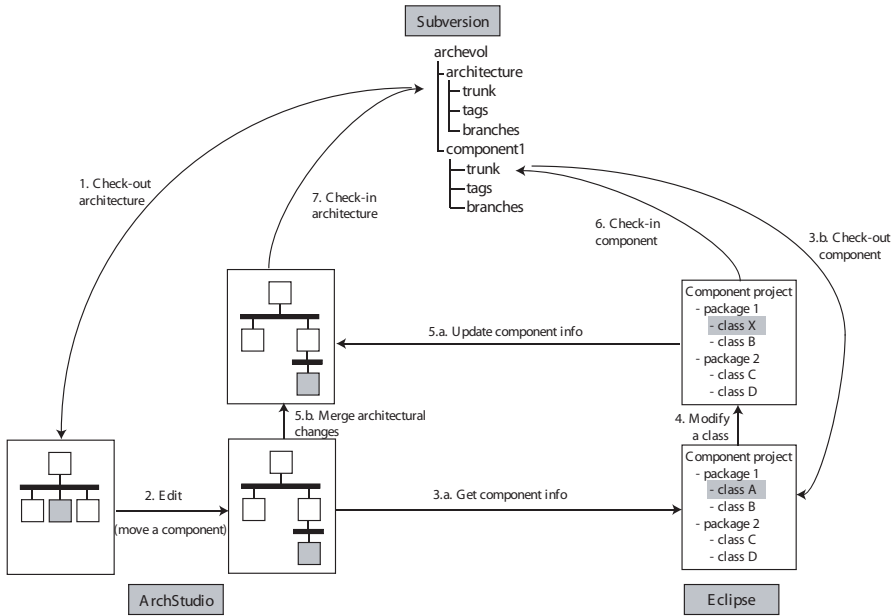 Subversion
archevol
architecture
trunk
tags
branches
component1
trunk
tags
branches
1. Check-out
architecture
7. Check-in
architecture
6. Check-in
component
3.b. Check-out
component
Component project
- package 1
- class X
- class B
- package 2
- class C
- class D
5.a. Update component info
5.b. Merge architectural
changes
4. Modify
a class
2. Edit
(move a component)
3.a. Get component info
Component project
- package 1
- class A
- class B
- package 2
- class C
- class D
ArchStudio
Eclipse